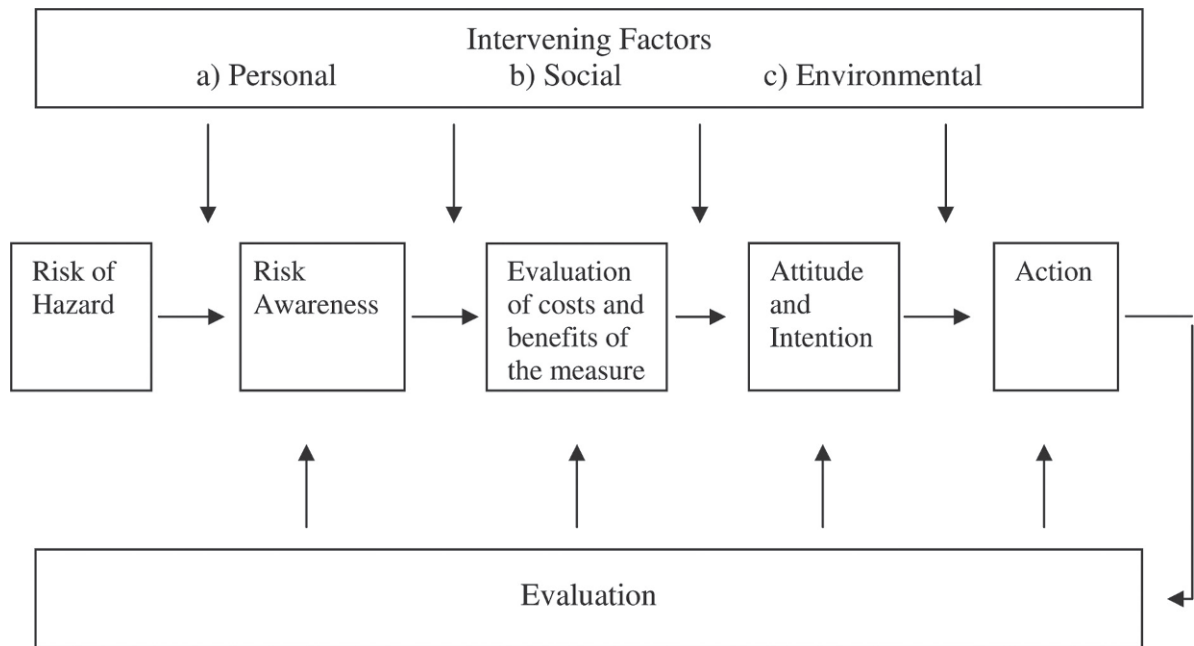 Intervening Factors
a) Personal b) Social c) Environmental
Risk of
Hazard
Risk
Awareness
Evaluation
of costs and
benefits of
the measure
Attitude
and
Intention
Action
Evaluation